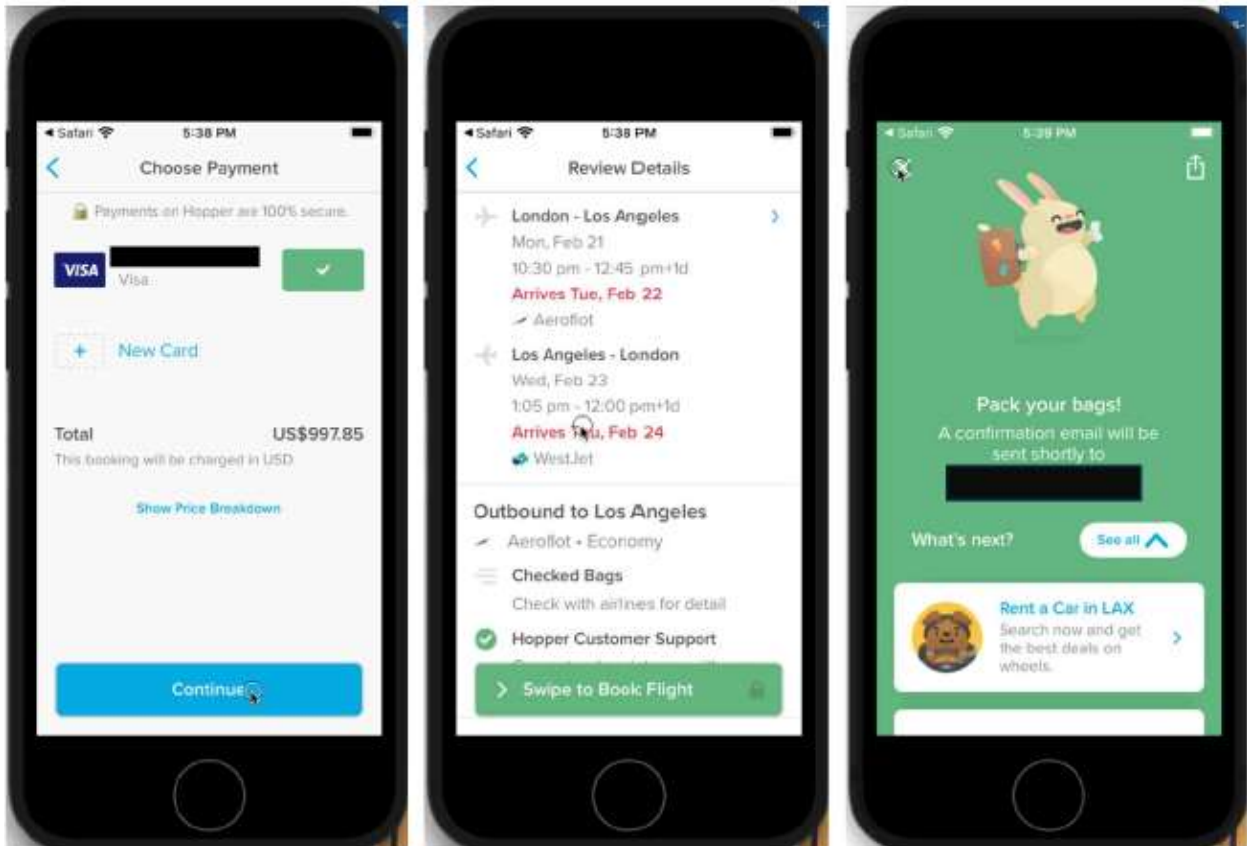 Safari
5:38 PM
Choose Payment
Payments on Hopper are 100% secure.
VISA
Visa
+ New Card
Total US$997.85
This booking will be charged in USD
Show Price Breakdown
Continue
Safari
5:38 PM
Review Details
London - Los Angeles
Mon, Feb 21
10:30 pm - 12:45 pm+1d
Arrives Tue, Feb 22
Aeroflot
Los Angeles - London
Wed, Feb 23
1:05 pm - 12:00 pm+1d
Arrives Thu, Feb 24
WestJet
Outbound to Los Angeles
Aeroflot • Economy
Checked Bags
Check with airlines for detail
Hopper Customer Support
Swipe to Book Flight
Safari
5:39 PM
Pack your bags!
A confirmation email will be
sent shortly to
What's next?
See all
Rent a Car in LAX
Search now and get
the best deals on
wheels.